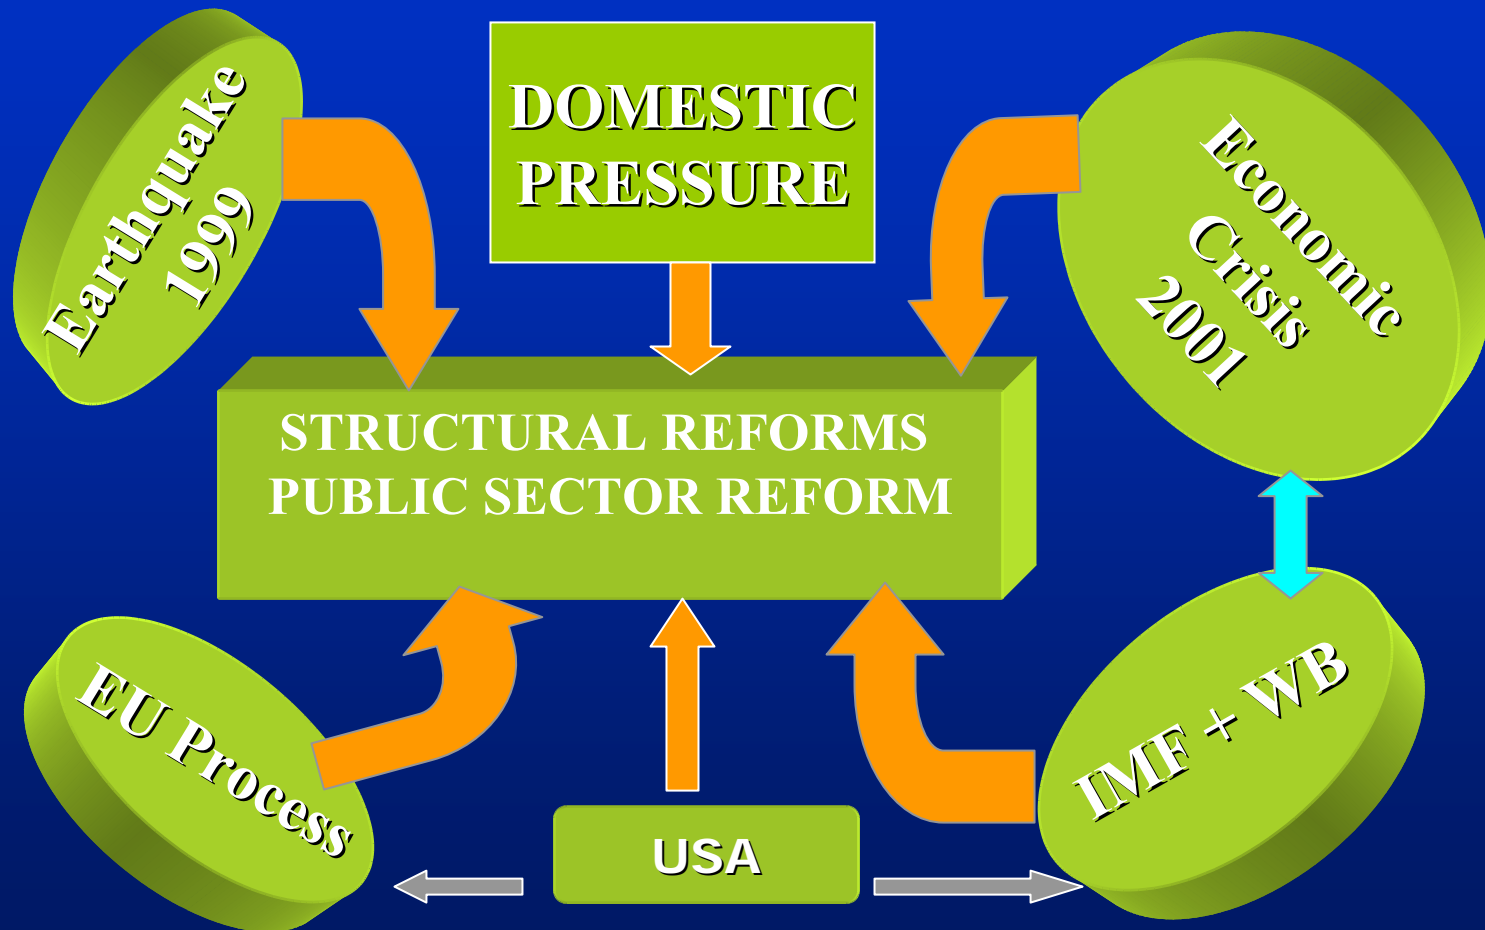 Earthquake
1999
DOMESTIC
PRESSURE
Economic
Crisis
2001
STRUCTURAL REFORMS
PUBLIC SECTOR REFORM
EU Process
USA
IMF + WB